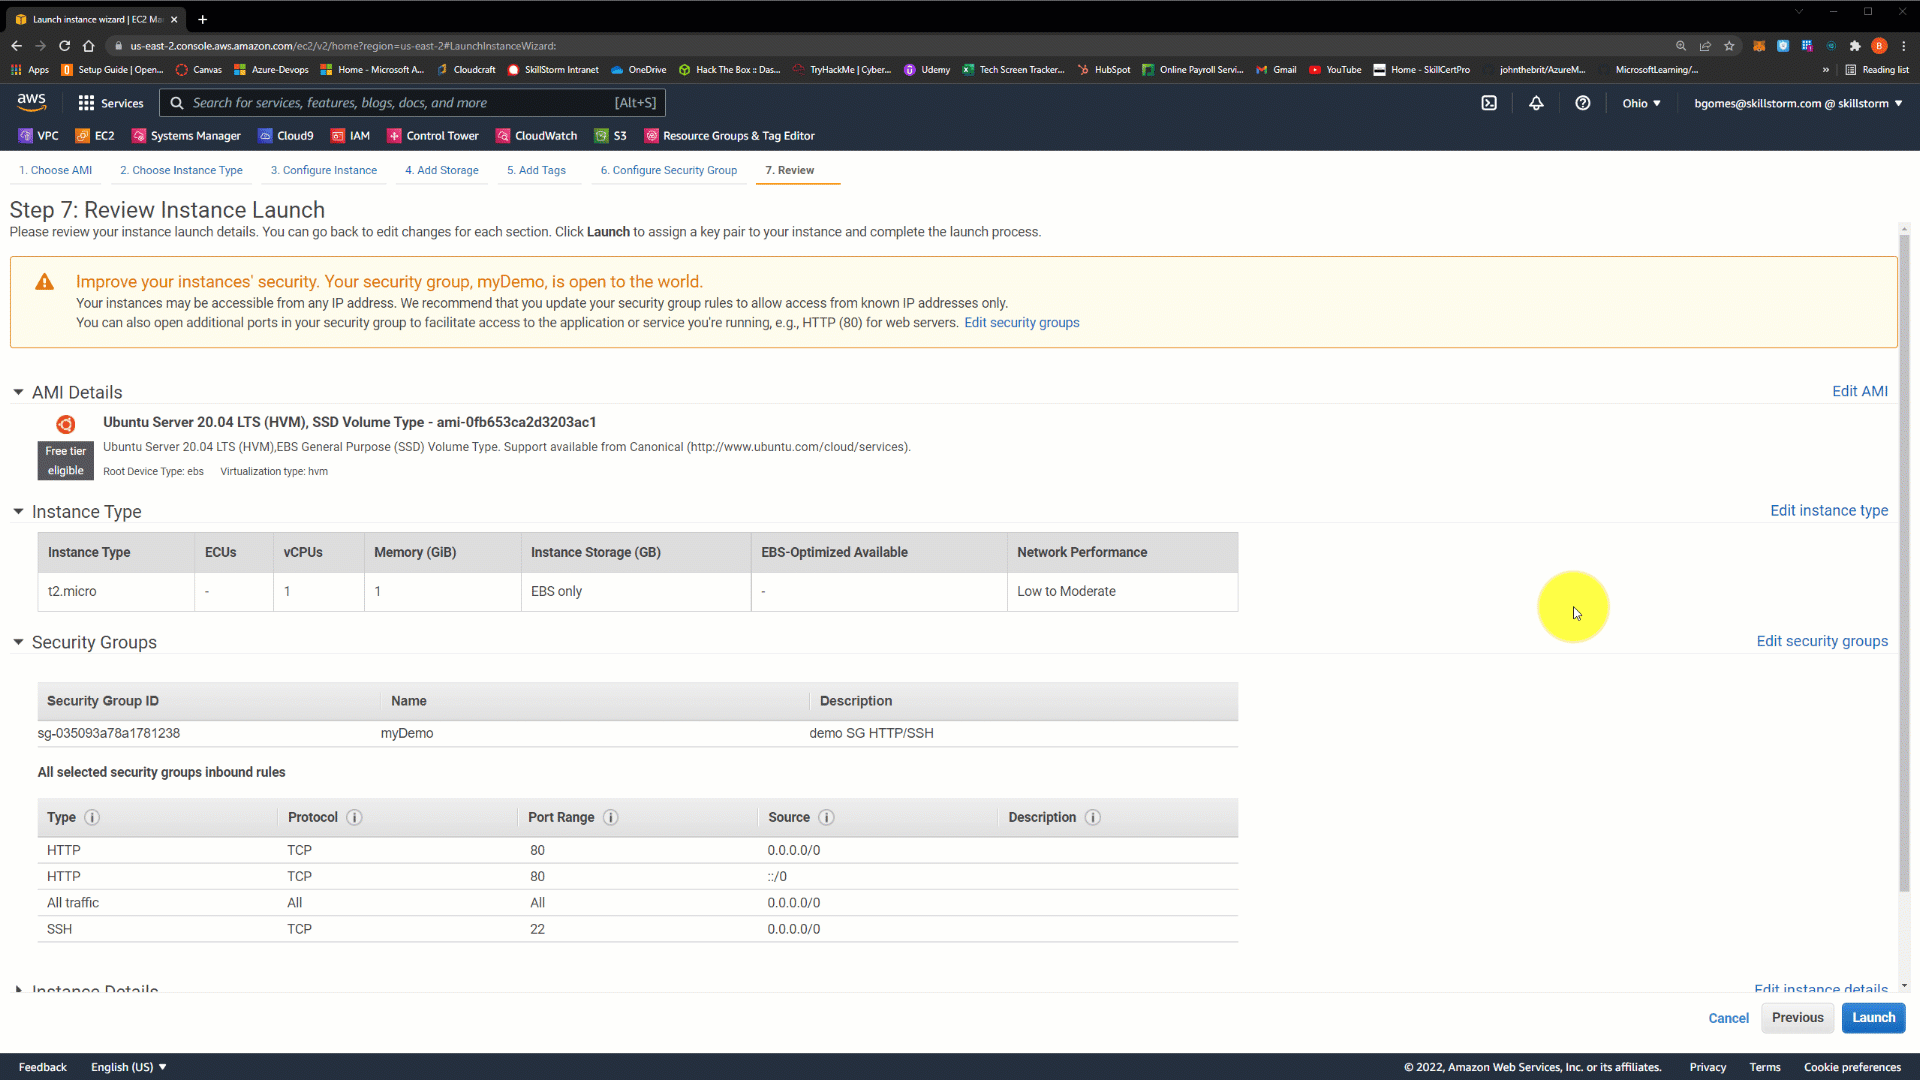 Launch instance wizard | EC2 Ma
us-east-2.console.aws.amazon.com/ec2/v2/home?region=us-east-2#LaunchInstanceWizard:
B
Apps Setup Guide | Open... Canvas Azure-Devops Home - Microsoft A... Cloudcraft SkillStorm Intranet OneDrive Hack The Box :: Das... TryHackMe | Cyber... Udemy Tech Screen Tracker... HubSpot Online Payroll Servi... Gmail YouTube Home - SkillCertPro johnthebrit/AzureM... MicrosoftLearning/... » Reading list
aws Services Search for services, features, blogs, docs, and more [Alt+S] Ohio bgomes@skillstorm.com @ skillstorm
VPC EC2 Systems Manager Cloud9 IAM Control Tower CloudWatch S3 Resource Groups & Tag Editor
1. Choose AMI 2. Choose Instance Type 3. Configure Instance 4. Add Storage 5. Add Tags 6. Configure Security Group 7. Review
Step 7: Review Instance Launch
Please review your instance launch details. You can go back to edit changes for each section. Click Launch to assign a key pair to your instance and complete the launch process.
Improve your instances' security. Your security group, myDemo, is open to the world.
Your instances may be accessible from any IP address. We recommend that you update your security group rules to allow access from known IP addresses only.
You can also open additional ports in your security group to facilitate access to the application or service you're running, e.g., HTTP (80) for web servers. Edit security groups
AMI Details Edit AMI
Ubuntu Server 20.04 LTS (HVM), SSD Volume Type - ami-0fb653ca2d3203ac1
Free tier eligible
Ubuntu Server 20.04 LTS (HVM),EBS General Purpose (SSD) Volume Type. Support available from Canonical (http://www.ubuntu.com/cloud/services).
Root Device Type: ebs Virtualization type: hvm
Instance Type Edit instance type
Instance Type ECUs vCPUs Memory (GiB) Instance Storage (GB) EBS-Optimized Available Network Performance
t2.micro - 1 1 EBS only - Low to Moderate
Security Groups Edit security groups
Security Group ID Name Description
sg-035093a78a1781238 myDemo demo SG HTTP/SSH
All selected security groups inbound rules
Type Protocol Port Range Source Description
HTTP TCP 80 0.0.0.0/0
HTTP TCP 80 ::/0
All traffic All All 0.0.0.0/0
SSH TCP 22 0.0.0.0/0
Instance Details Edit instance details
Cancel Previous Launch
Feedback English (US) © 2022, Amazon Web Services, Inc. or its affiliates. Privacy Terms Cookie preferences